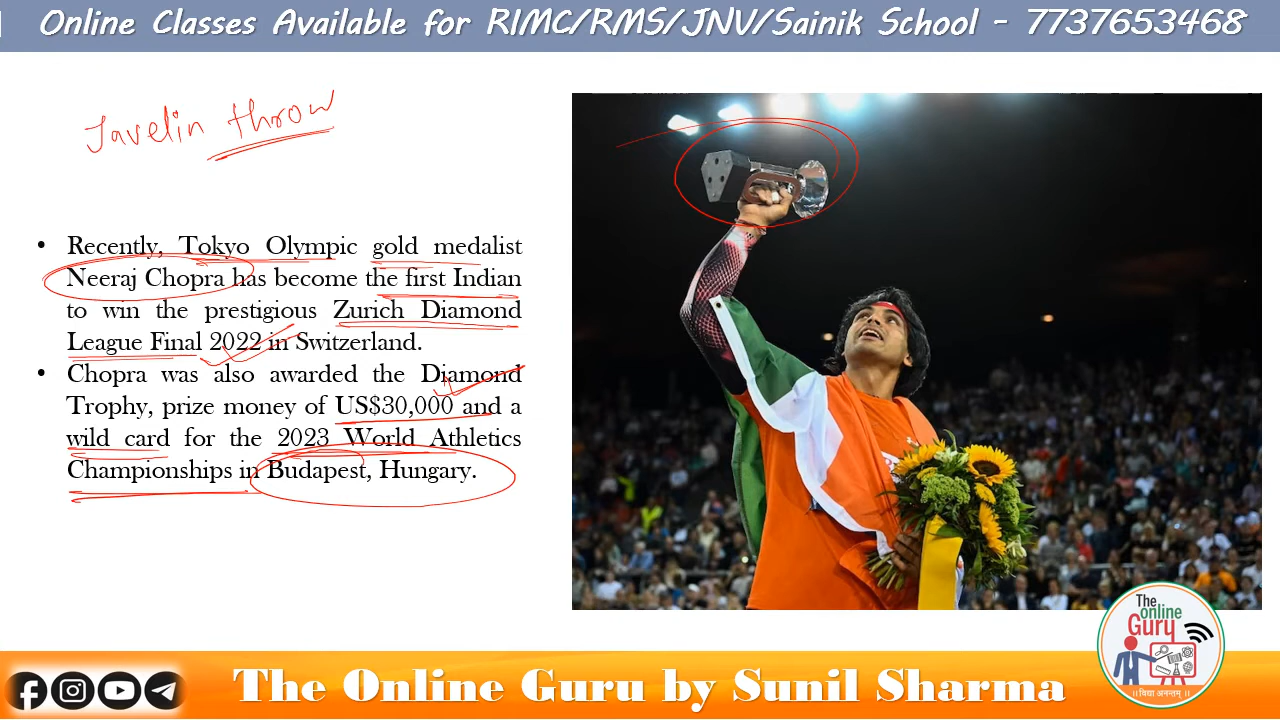 Online Classes Available for RIMC/RMS/JNV/Sainik School - 7737653468
Javelin throw
• Recently, Tokyo Olympic gold medalist
Neeraj Chopra has become the first Indian
to win the prestigious Zurich Diamond
League Final 2022 in Switzerland.
• Chopra was also awarded the Diamond
Trophy, prize money of US$30,000 and a
wild card for the 2023 World Athletics
Championships in Budapest, Hungary.
The
online
Guru
।। विद्या अनन्तम् ।।
The Online Guru by Sunil Sharma